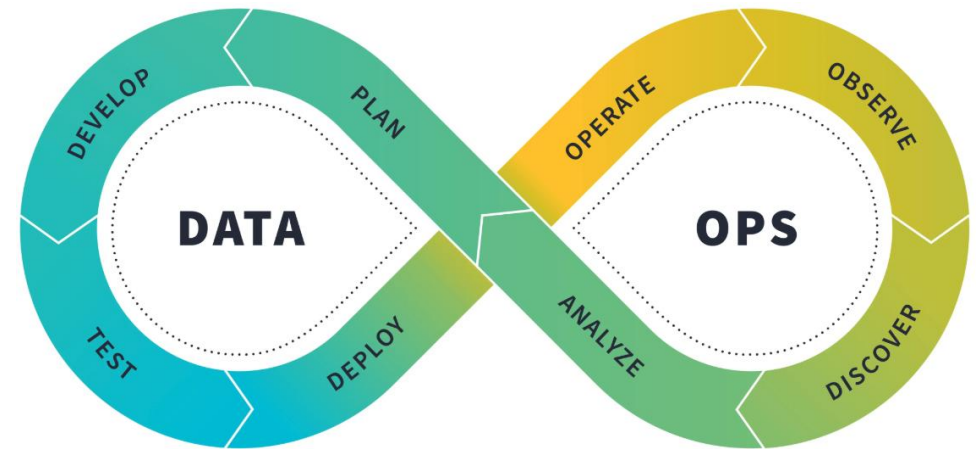 PLAN
DEVELOP
TEST
DEPLOY
OPERATE
OBSERVE
DISCOVER
ANALYZE
DATA
OPS